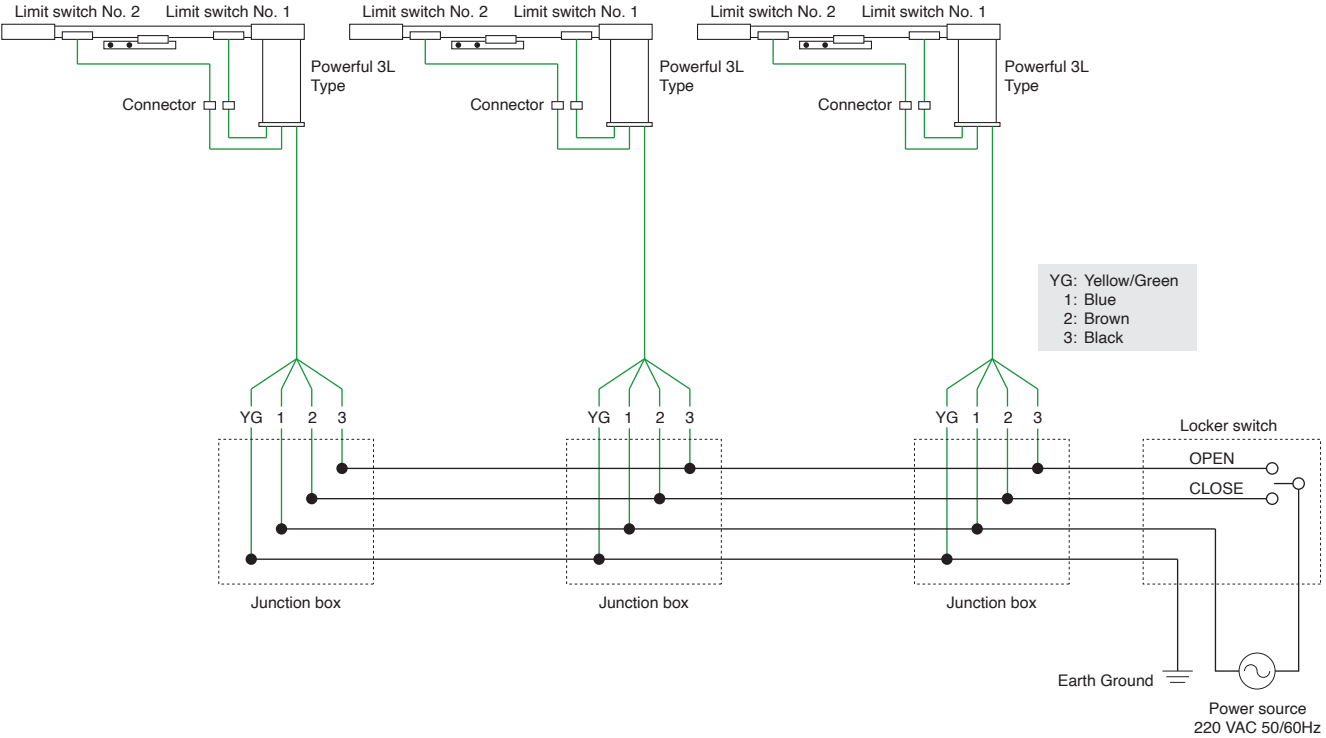 Limit switch No. 2 Limit switch No. 1
Limit switch No. 2 Limit switch No. 1
Limit switch No. 2 Limit switch No. 1
Powerful 3L
Type
Powerful 3L
Type
Powerful 3L
Type
Connector
Connector
Connector
YG: Yellow/Green
1: Blue
2: Brown
3: Black
YG 1 2 3
YG 1 2 3
YG 1 2 3
Locker switch
OPEN
CLOSE
Junction box
Junction box
Junction box
Earth Ground
Power source
220 VAC 50/60Hz